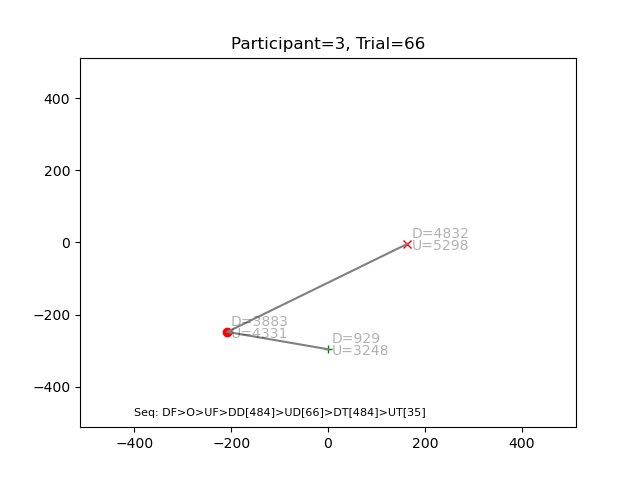 Participant=3, Trial=66
400
200
0
−200
−400
D=4832
U=5298
D=3883
U=4331
D=929
U=3248
Seq: DF>O>UF>DD[484]>UD[66]>DT[484]>UT[35]
−400
−200
0
200
400